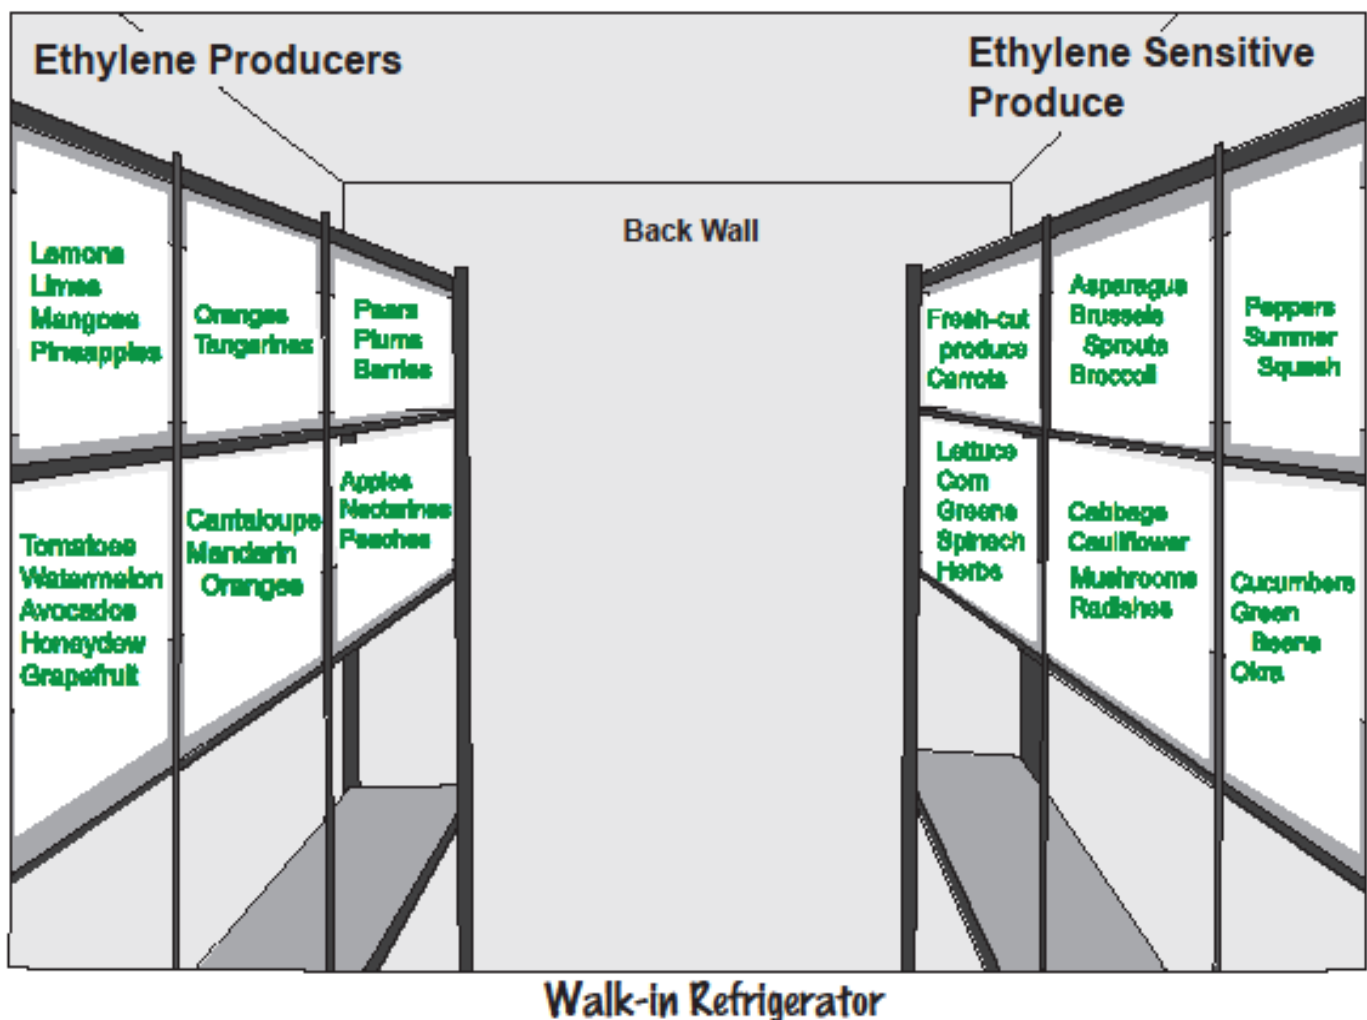 Ethylene Producers
Ethylene Sensitive
Produce
Back Wall
Lemons
Limes
Mangoes
Pineapples
Oranges
Tangerines
Pears
Plums
Berries
Fresh-cut
produce
Carrots
Asparagus
Brussels
Sprouts
Broccoli
Peppers
Summer
Squash
Tomatoes
Watermelon
Avocados
Honeydew
Grapefruit
Cantaloupe
Mandarin
Oranges
Apples
Nectarines
Peaches
Lettuce
Corn
Greens
Spinach
Herbs
Cabbage
Cauliflower
Mushrooms
Radishes
Cucumbers
Green
Beans
Okra
Walk-in Refrigerator